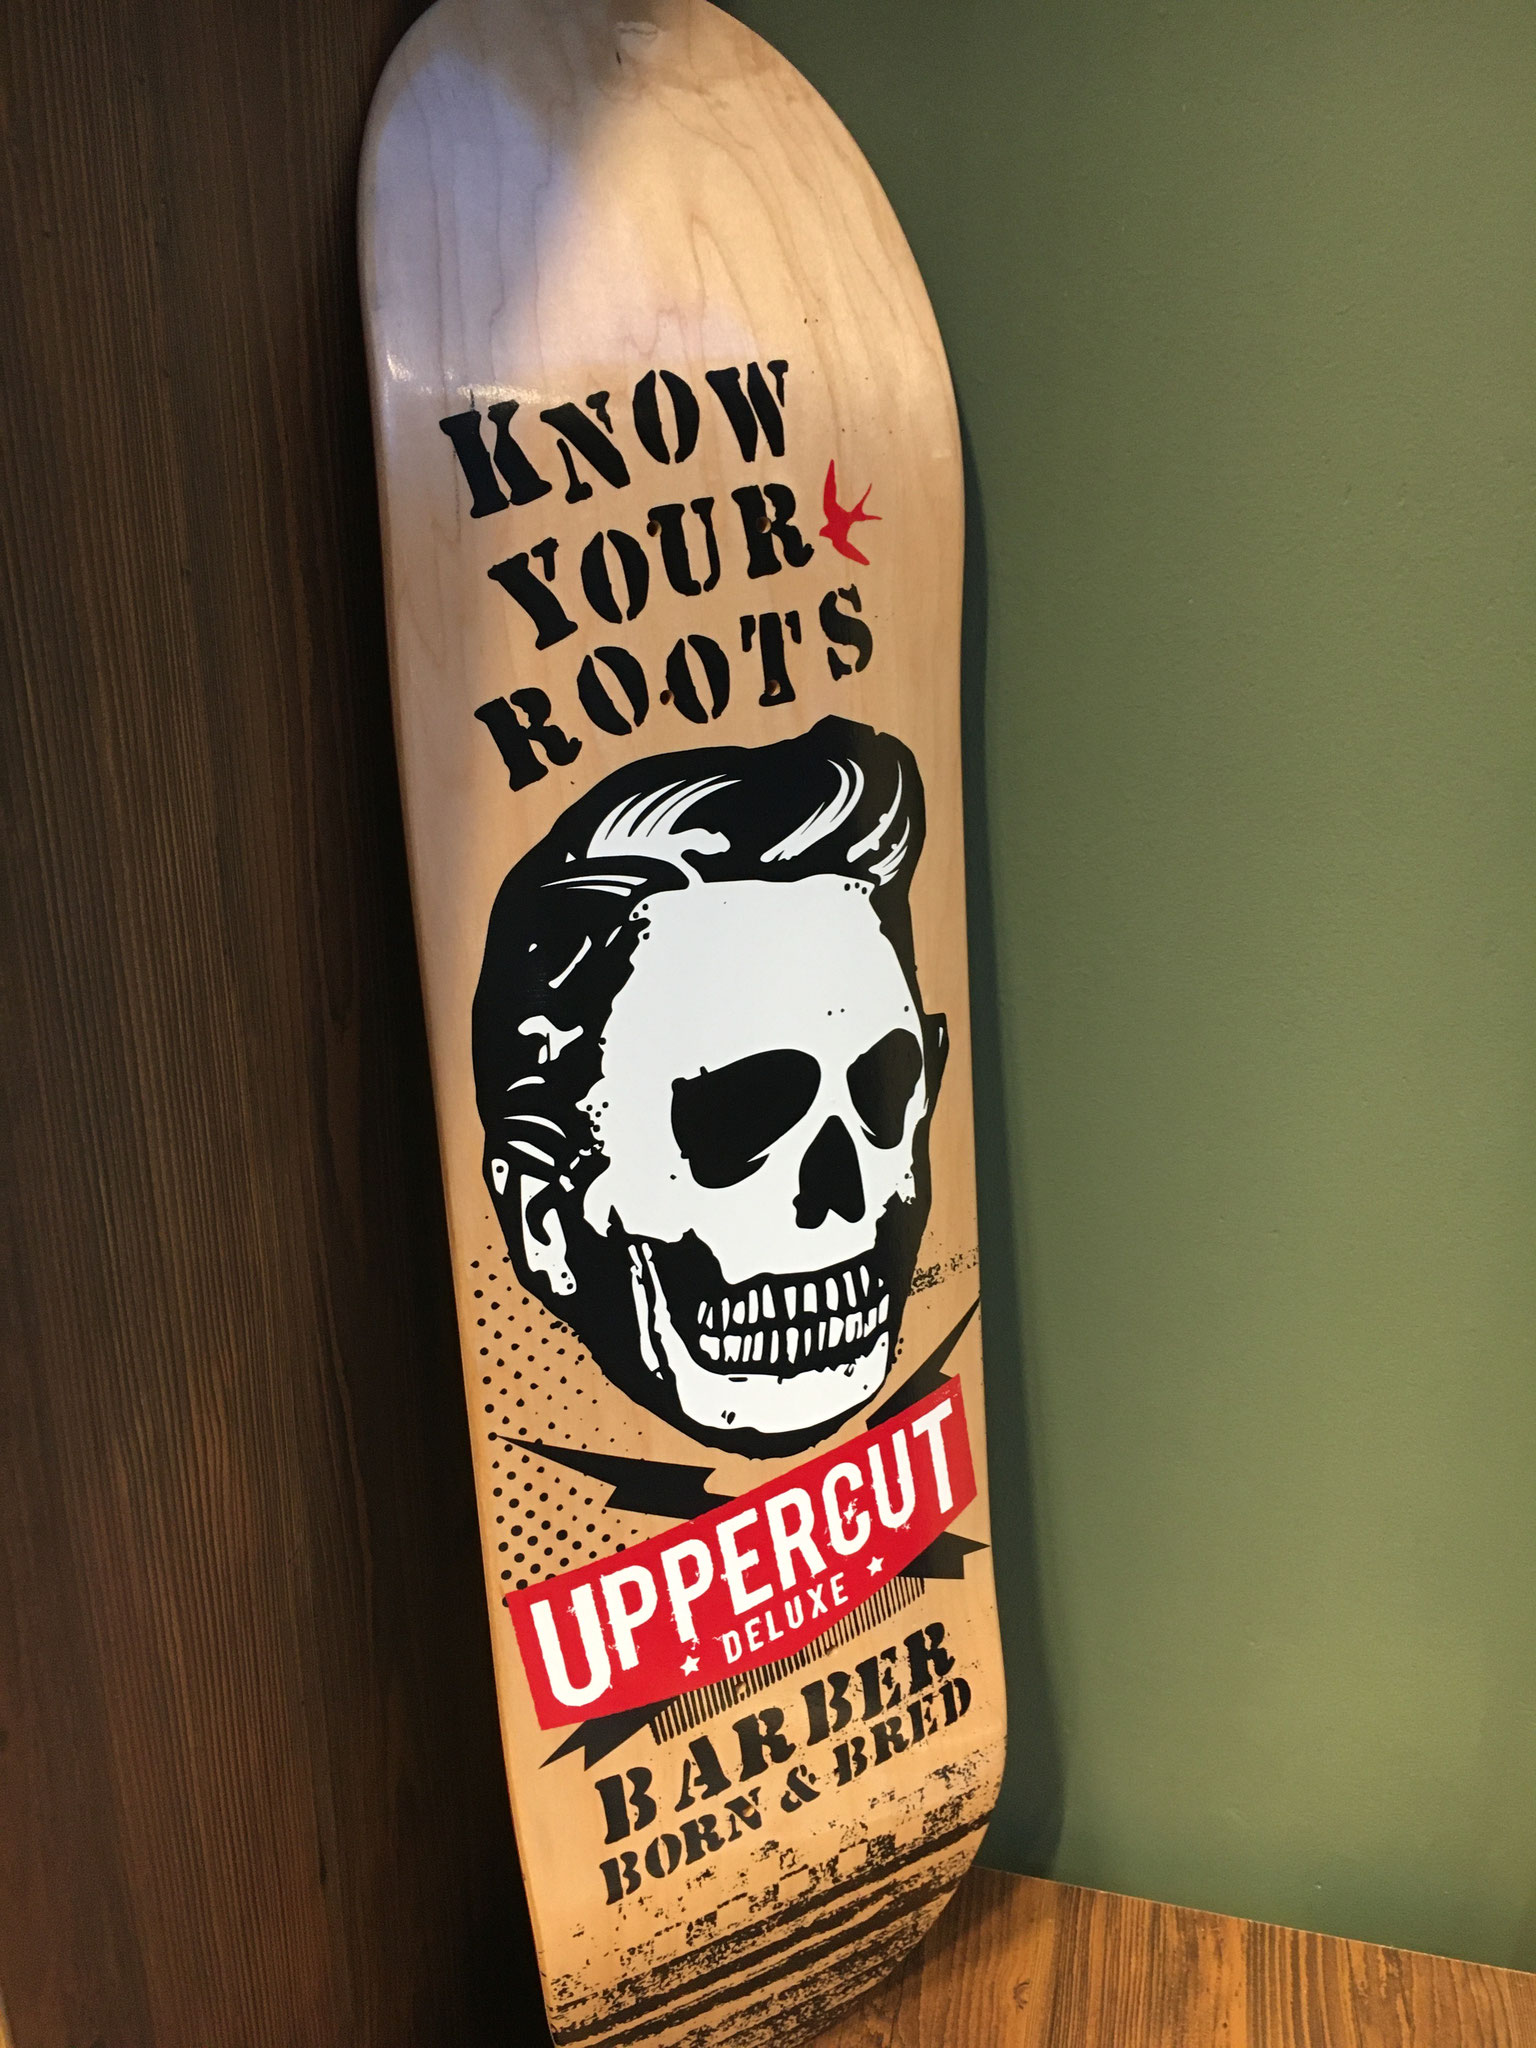 KNOW
YOUR
ROOTS
UPPERCUT
★ DELUXE ★
BARBER
BORN & BRED